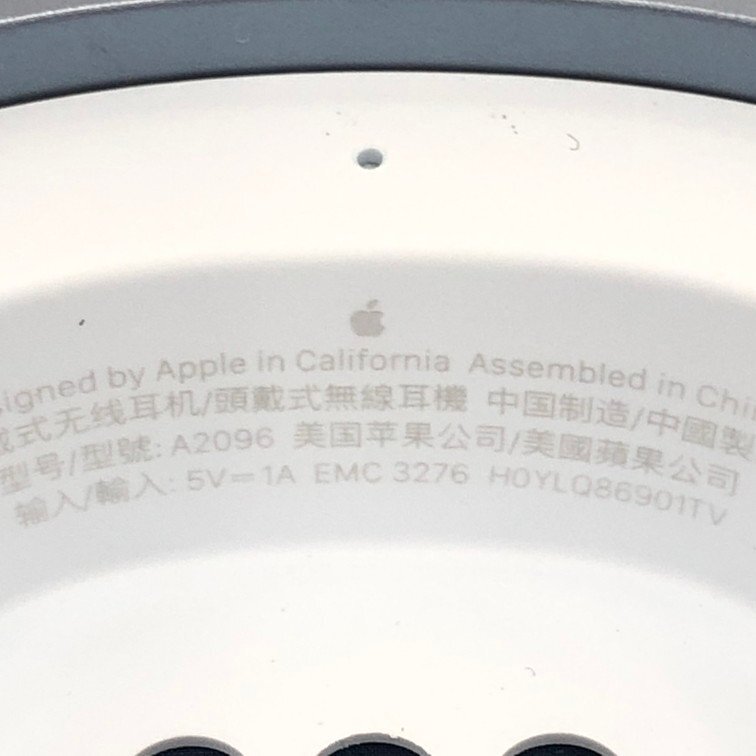 signed by Apple in California Assembled in Chi
戴式无线耳机/頭戴式無線耳機 中国制造/中國製
型号/型號: A2096 美国苹果公司/美國蘋果公司
输入/輸入: 5V⎓1A EMC 3276 H0YLQ86901TV